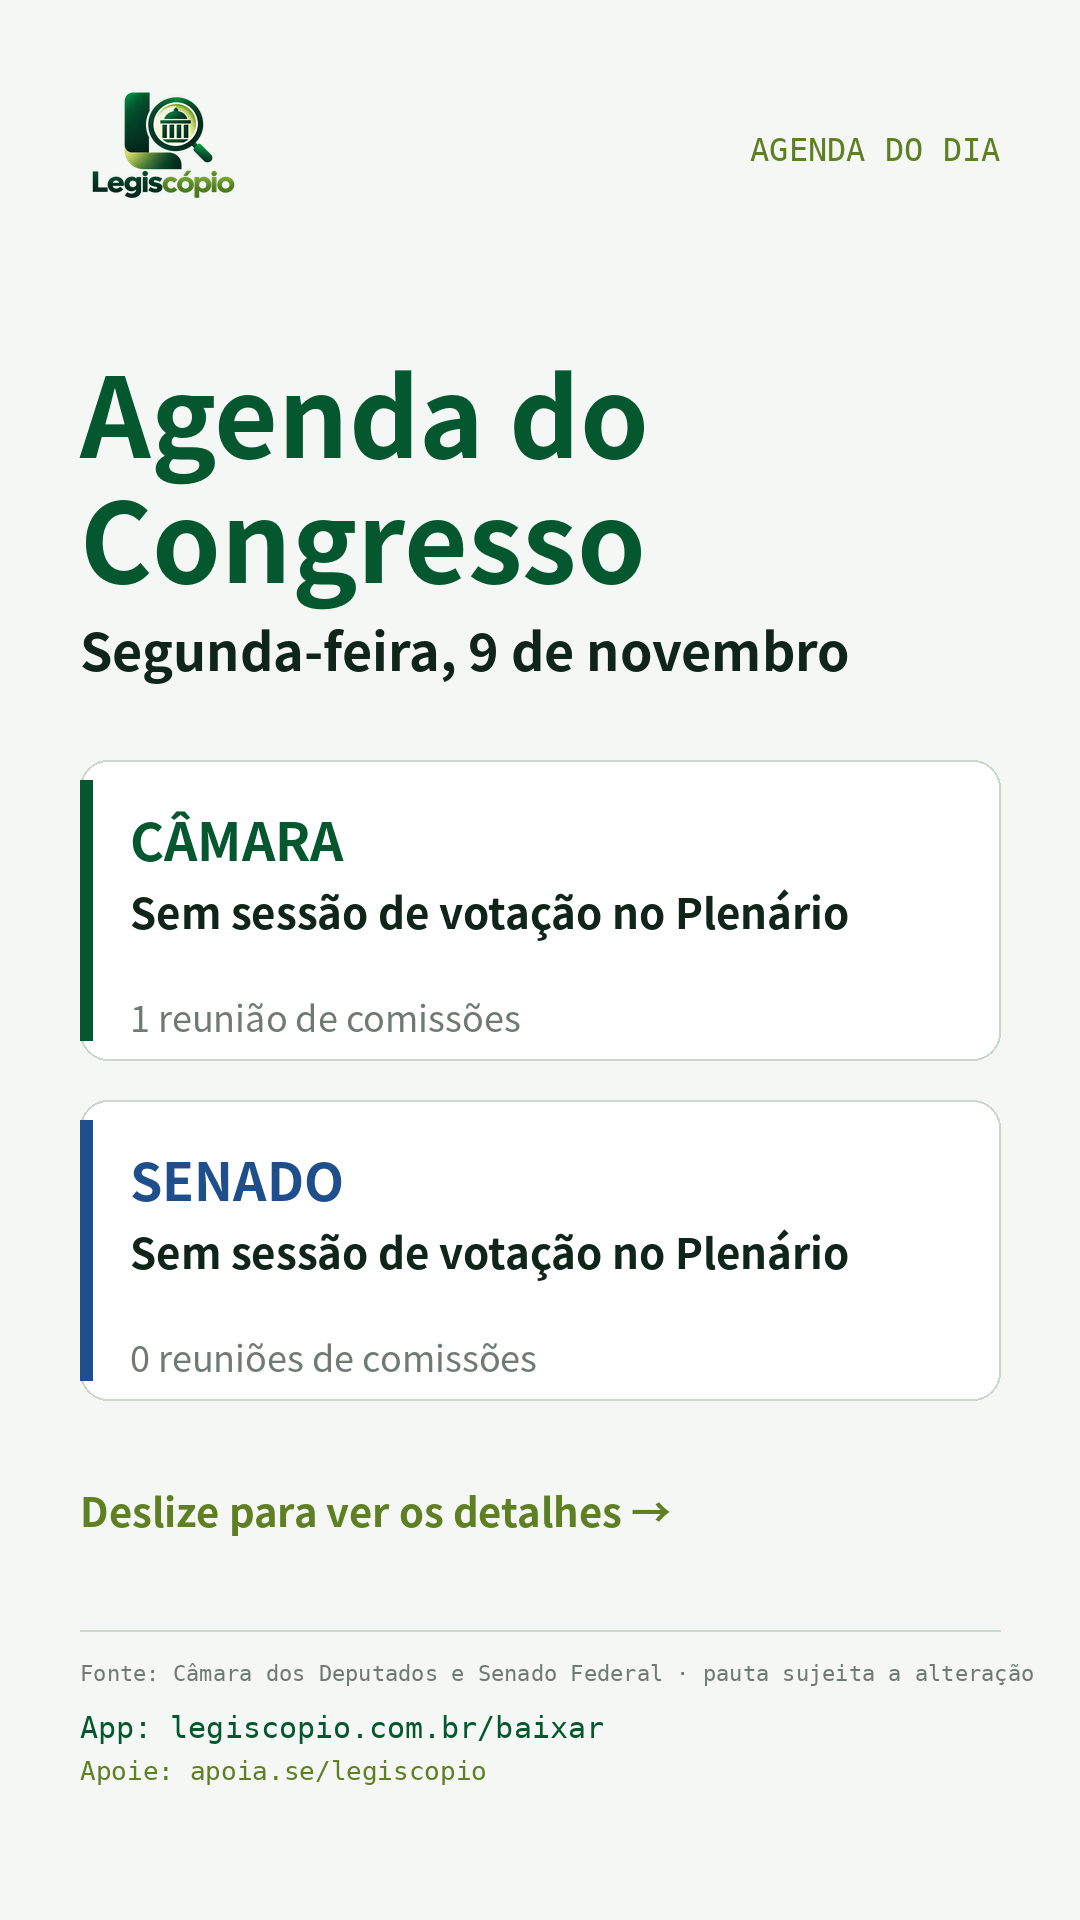 Legiscópio
AGENDA DO DIA
Agenda do
Congresso
Segunda-feira, 9 de novembro
CÂMARA
Sem sessão de votação no Plenário
1 reunião de comissões
SENADO
Sem sessão de votação no Plenário
0 reuniões de comissões
Deslize para ver os detalhes →
Fonte: Câmara dos Deputados e Senado Federal · pauta sujeita a alteração
App: legiscopio.com.br/baixar
Apoie: apoia.se/legiscopio